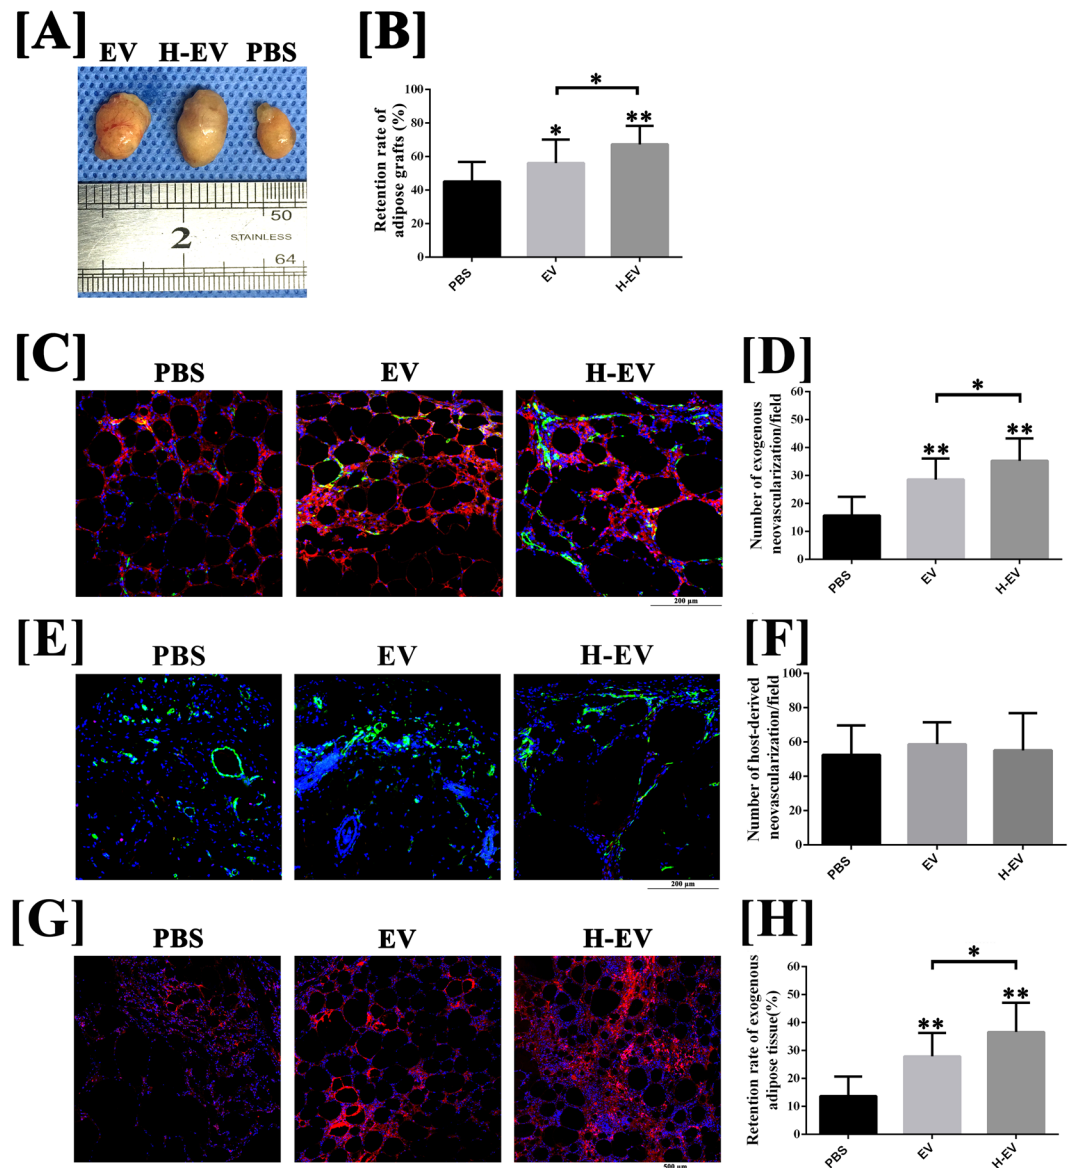 [A]
EV H-EV PBS
50
2
STAINLESS
64
[B]
Retention rate of
adipose grafts (%)
100
80
60
40
20
0
*
*
**
PBS
EV
H-EV
[C]
PBS EV H-EV
200 μm
[D]
Number of exogenous
neovascularization/field
60
50
40
30
20
10
0
*
**
**
PBS
EV
H-EV
[E]
PBS EV H-EV
200 μm
[F]
Number of host-derived
neovascularization/field
100
80
60
40
20
0
PBS
EV
H-EV
[G]
PBS EV H-EV
500 μm
[H]
Retention rate of exogenous
adipose tissue(%)
60
50
40
30
20
10
0
*
**
**
PBS
EV
H-EV